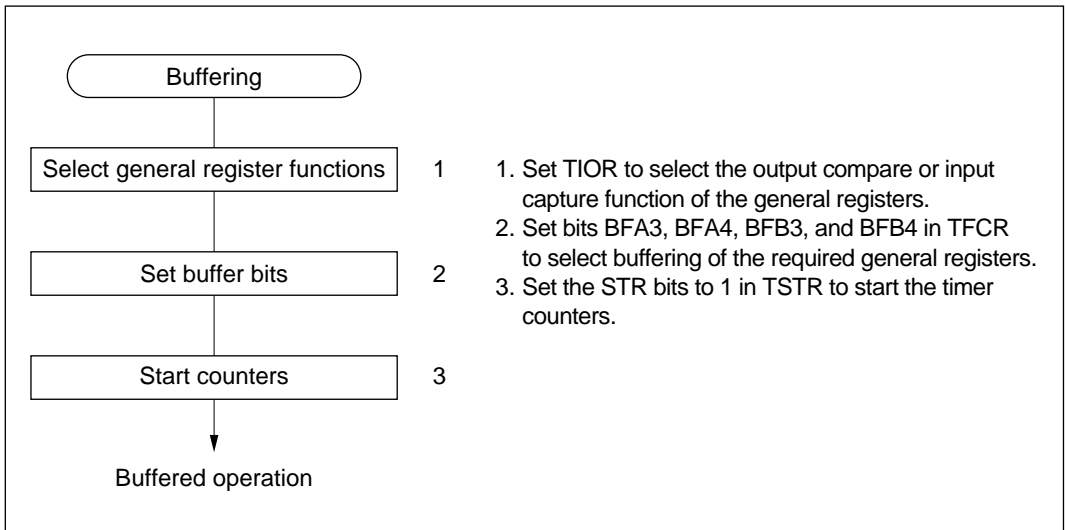 Buffering
Select general register functions 1
Set buffer bits 2
Start counters 3
Buffered operation
1. Set TIOR to select the output compare or input
capture function of the general registers.
2. Set bits BFA3, BFA4, BFB3, and BFB4 in TFCR
to select buffering of the required general registers.
3. Set the STR bits to 1 in TSTR to start the timer
counters.